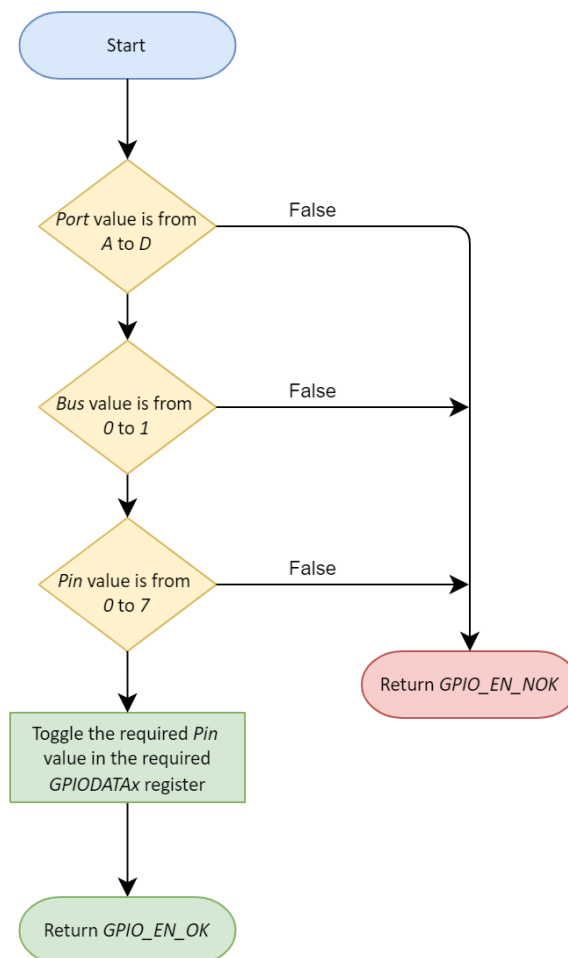 Start
Port value is from
A to D
False
Bus value is from
0 to 1
False
Pin value is from
0 to 7
False
Return GPIO_EN_NOK
Toggle the required Pin
value in the required
GPIODATAx register
Return GPIO_EN_OK